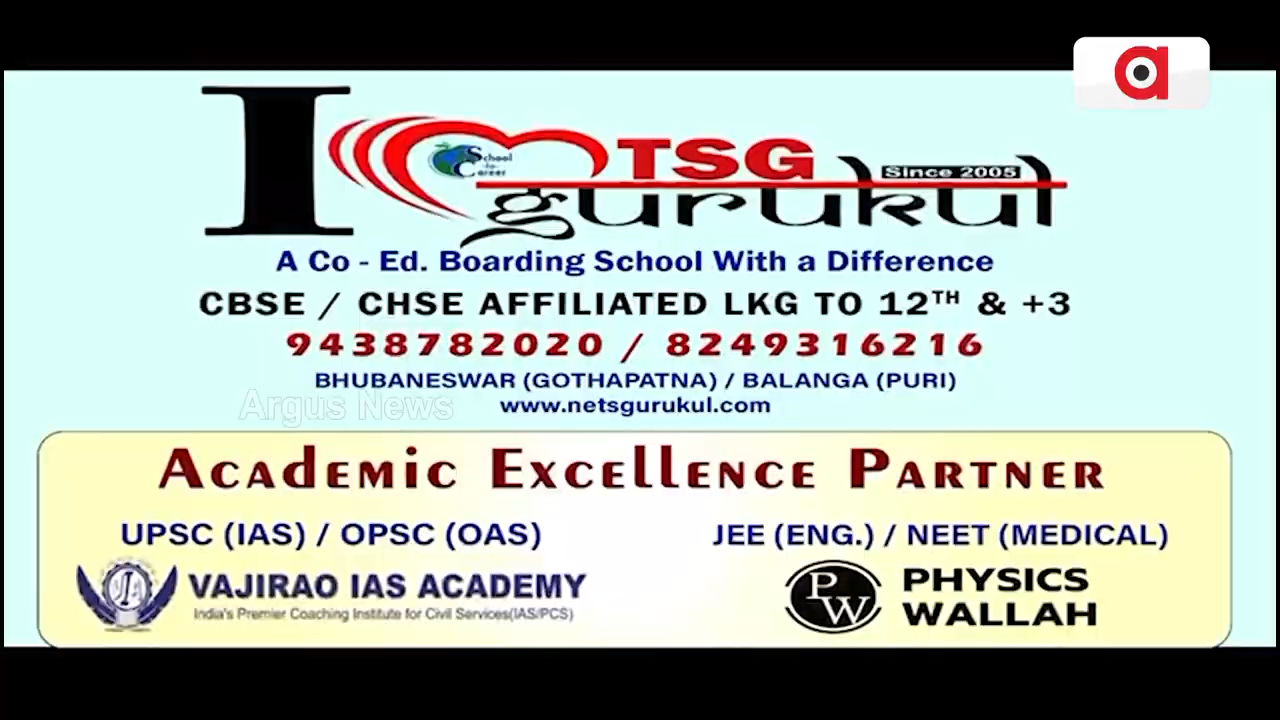 a
I TSG gurukul
School to Career
Since 2005
A Co - Ed. Boarding School With a Difference
CBSE / CHSE AFFILIATED LKG TO 12TH & +3
9438782020 / 8249316216
BHUBANESWAR (GOTHAPATNA) / BALANGA (PURI)
Argus News
www.netsgurukul.com
Academic Excellence Partner
UPSC (IAS) / OPSC (OAS)
VAJIRAO IAS ACADEMY
India's Premier Coaching Institute for Civil Services(IAS/PCS)
JEE (ENG.) / NEET (MEDICAL)
PW
PHYSICS
WALLAH